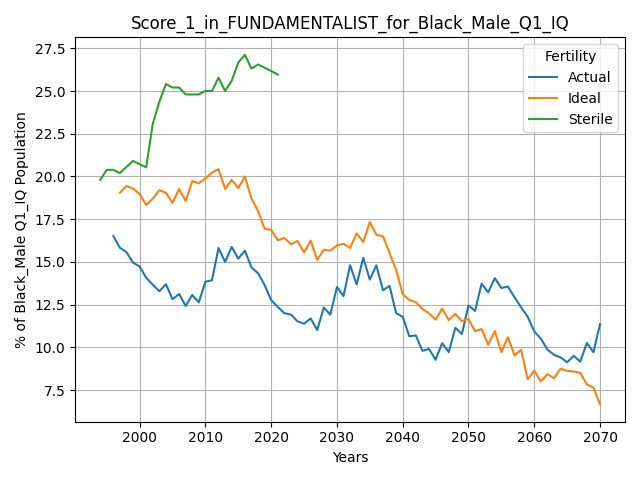 Score_1_in_FUNDAMENTALIST_for_Black_Male_Q1_IQ
% of Black_Male Q1_IQ Population
27.5
25.0
22.5
20.0
17.5
15.0
12.5
10.0
7.5
Fertility
Actual
Ideal
Sterile
2000 2010 2020 2030 2040 2050 2060 2070
Years